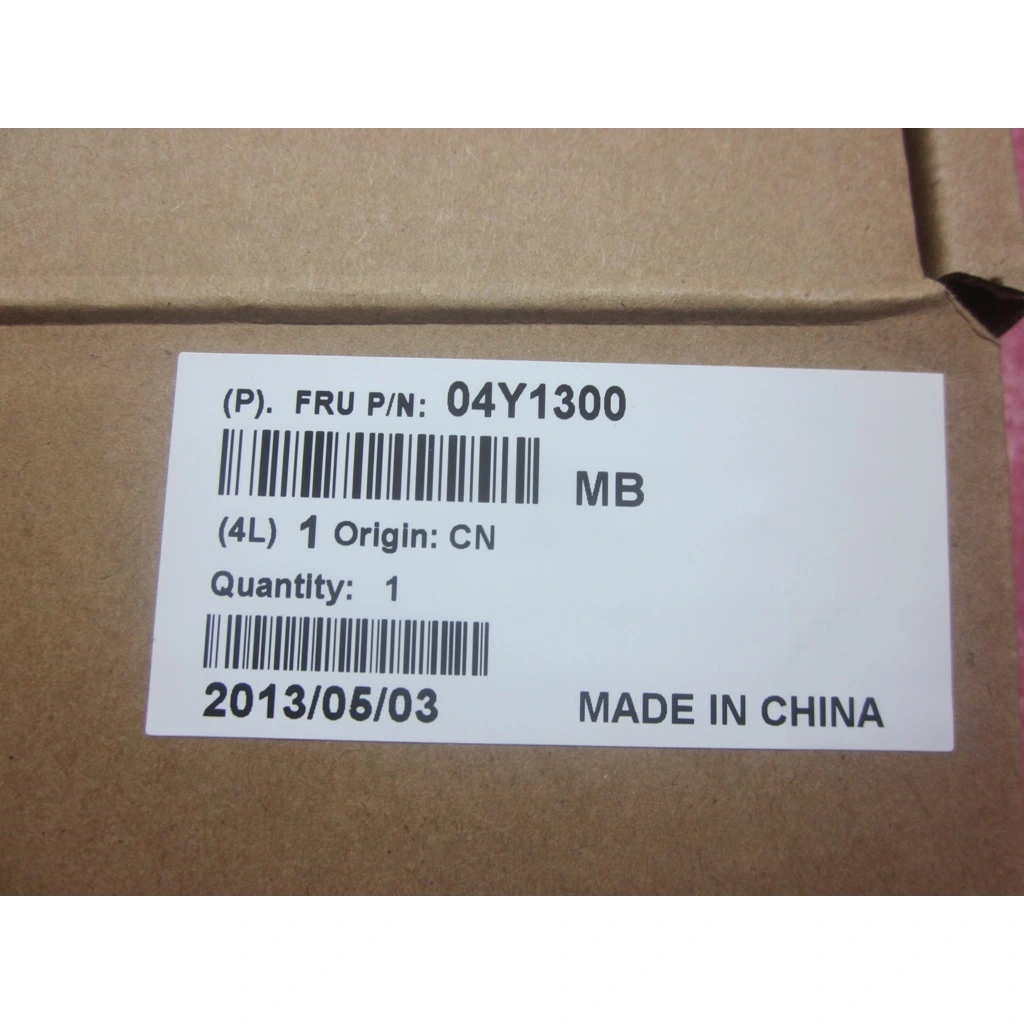 (P). FRU P/N: 04Y1300
MB
(4L) 1 Origin: CN
Quantity: 1
2013/05/03
MADE IN CHINA